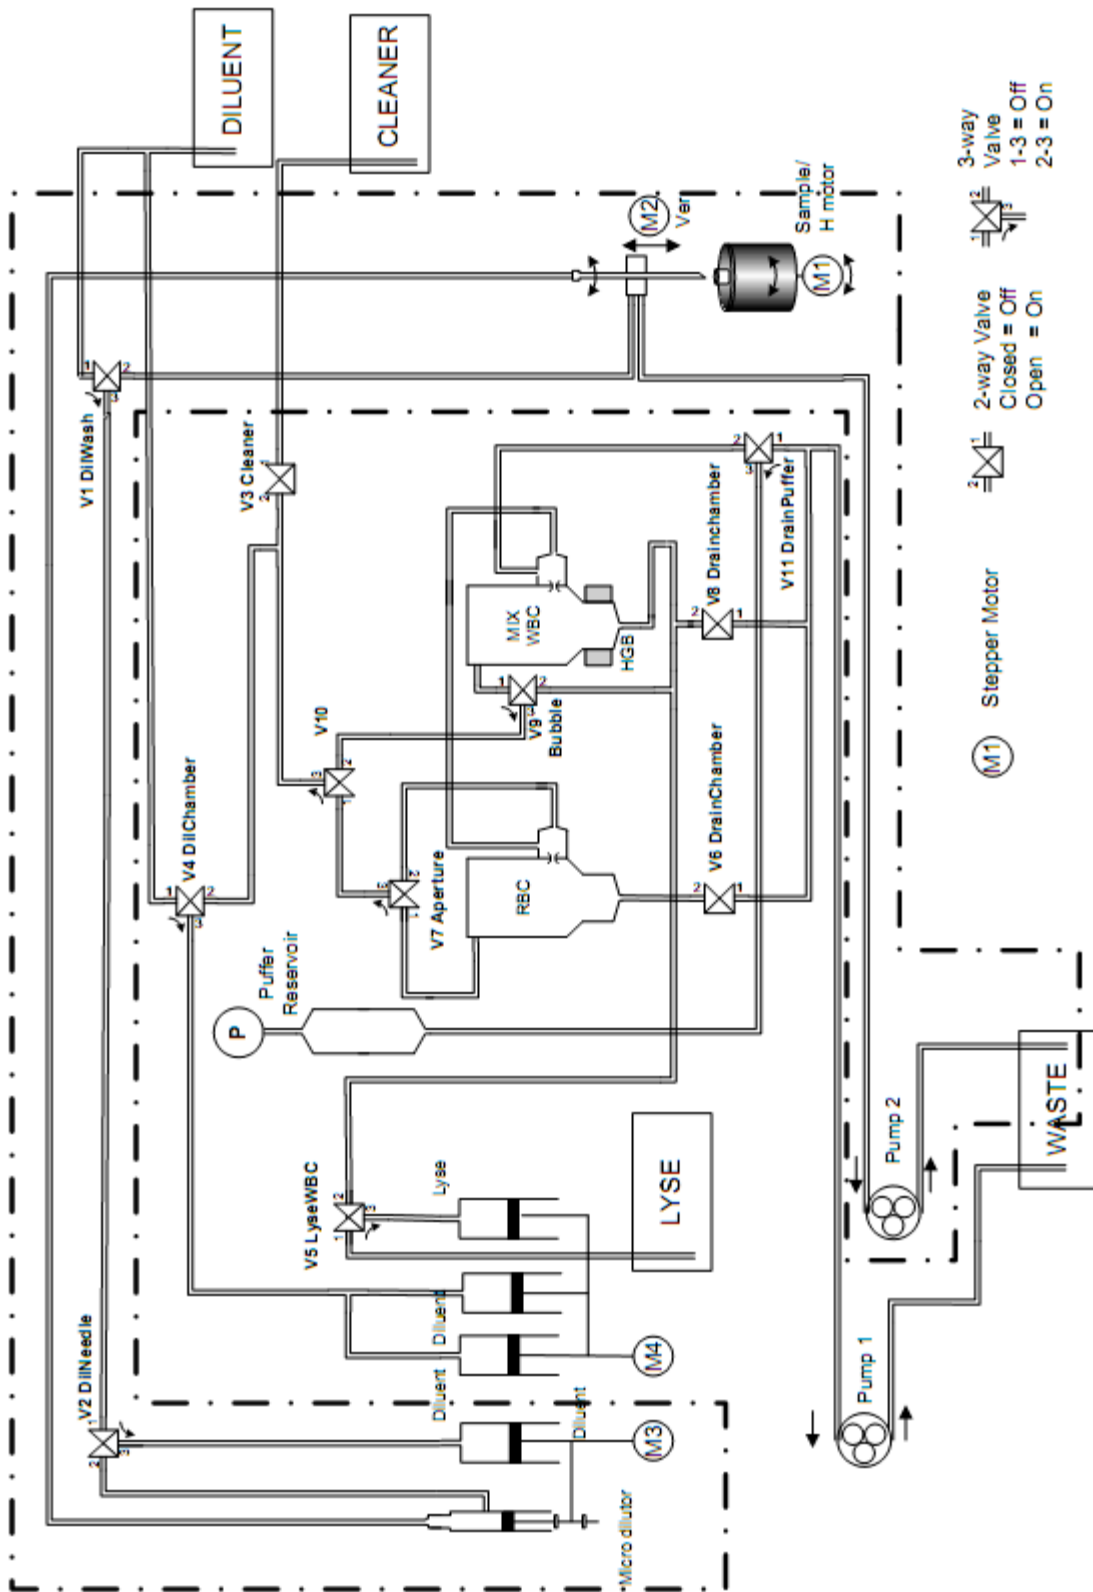 DILUENT
CLEANER
V1 DilWash
V3 Cleaner
M2
Ver
Sample/
H motor
M1
3-way
Valve
1-3 = Off
2-3 = On
2-way Valve
Closed = Off
Open = On
M1
Stepper Motor
V4 DilChamber
V10
MIX
WBC
HGB
V9
Bubble
V8 Drainchamber
V11 DrainPuffer
V7 Aperture
RBC
V6 DrainChamber
P
Puffer
Reservoir
V5 LyseWBC
Lyse
LYSE
V2 DilNeedle
Diluent
Diluent
Diluent
M3
M4
Micro dilutor
Pump 1
Pump 2
WASTE